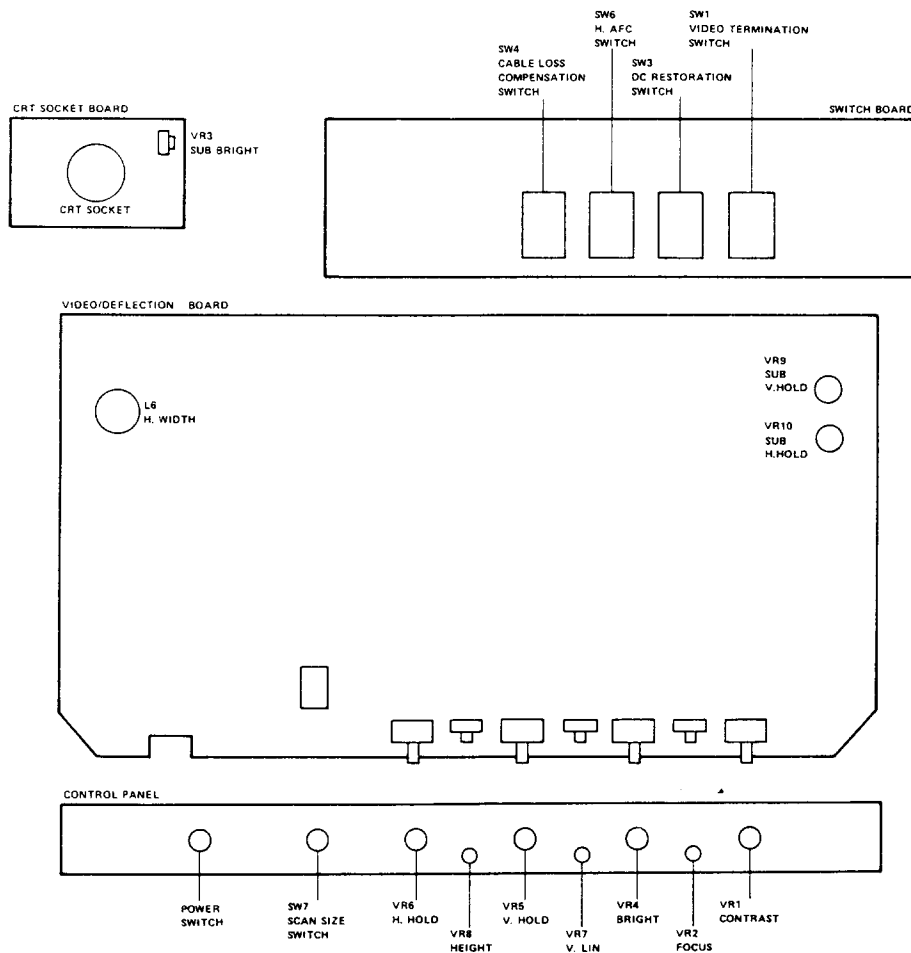 SW6
H. AFC
SWITCH
SW1
VIDEO TERMINATION
SWITCH
SW4
CABLE LOSS
COMPENSATION
SWITCH
SW3
DC RESTORATION
SWITCH
CRT SOCKET BOARD
SWITCH BOARD
VR3
SUB BRIGHT
CRT SOCKET
VIDEO/DEFLECTION BOARD
L6
H. WIDTH
VR9
SUB
V.HOLD
VR10
SUB
H.HOLD
CONTROL PANEL
POWER
SWITCH
SW7
SCAN SIZE
SWITCH
VR6
H. HOLD
VR8
HEIGHT
VR5
V. HOLD
VR7
V. LIN
VR4
BRIGHT
VR2
FOCUS
VR1
CONTRAST